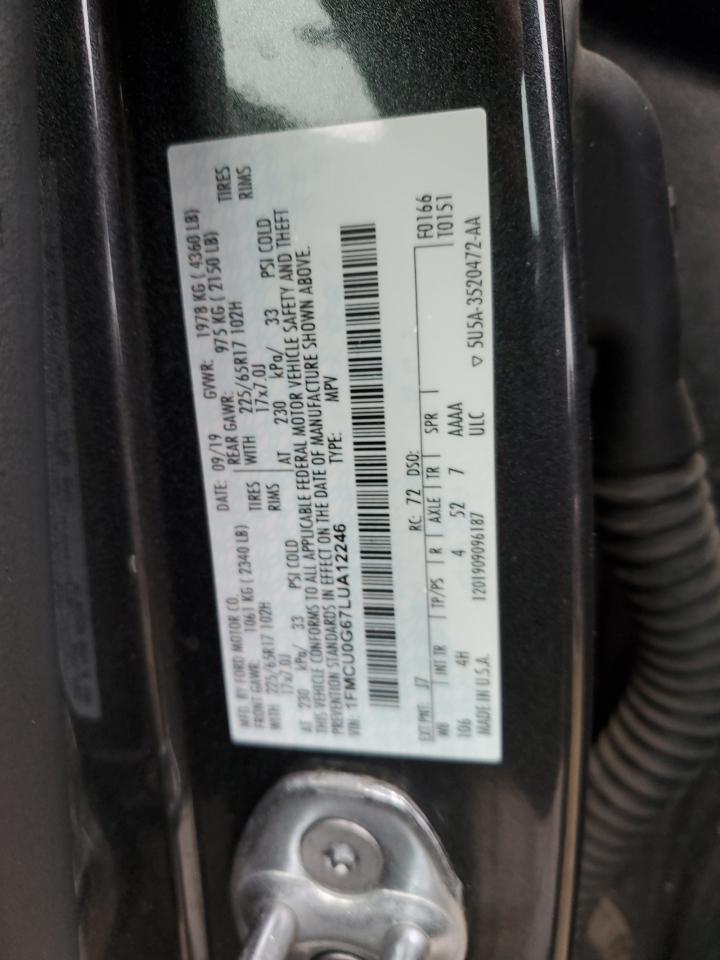 MFD. BY FORD MOTOR CO. DATE: 09/19 GVWR: 1978 KG ( 4360 LB)
FRONT GAWR: 1061 KG ( 2340 LB) REAR GAWR: 975 KG ( 2150 LB)
WITH 225/65R17 102H TIRES WITH 225/65R17 102H TIRES
17x7.0J RIMS 17x7.0J RIMS
AT 230 kPa/ 33 PSI COLD AT 230 kPa/ 33 PSI COLD
THIS VEHICLE CONFORMS TO ALL APPLICABLE FEDERAL MOTOR VEHICLE SAFETY AND THEFT
PREVENTION STANDARDS IN EFFECT ON THE DATE OF MANUFACTURE SHOWN ABOVE.
VIN: 1FMCU0G67LUA12246 TYPE: MPV
EXT PNT: J7 RC: 72 DSO: F0166
WB INT TR TP/PS R AXLE TR SPR T0151
106 4H 4 52 7 AAAA
MADE IN U.S.A. 1201909096187 ULC ▽ 5U5A-3520472-AA